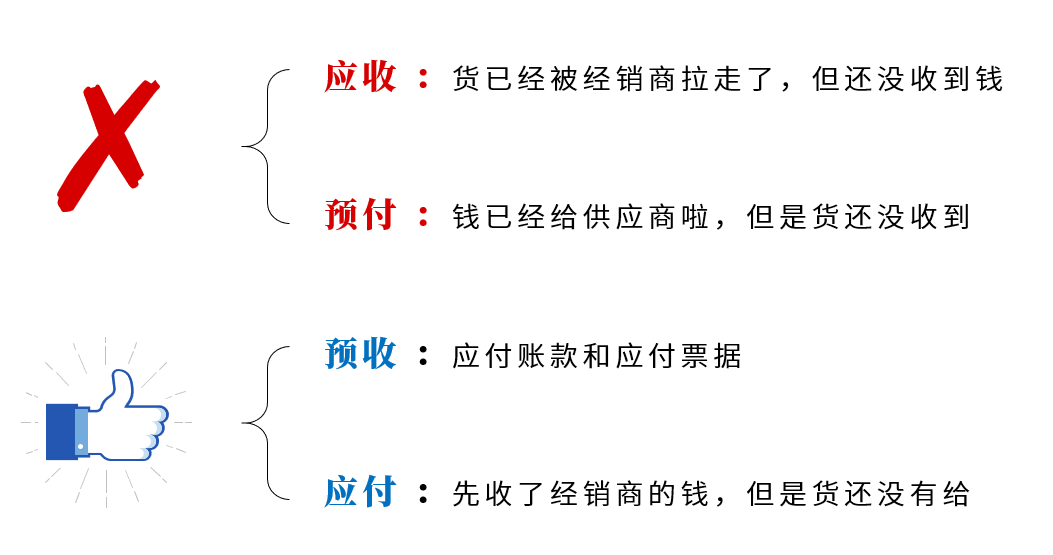 应收：货已经被经销商拉走了，但还没收到钱
预付：钱已经给供应商啦，但是货还没收到
预收：应付账款和应付票据
应付：先收了经销商的钱，但是货还没有给